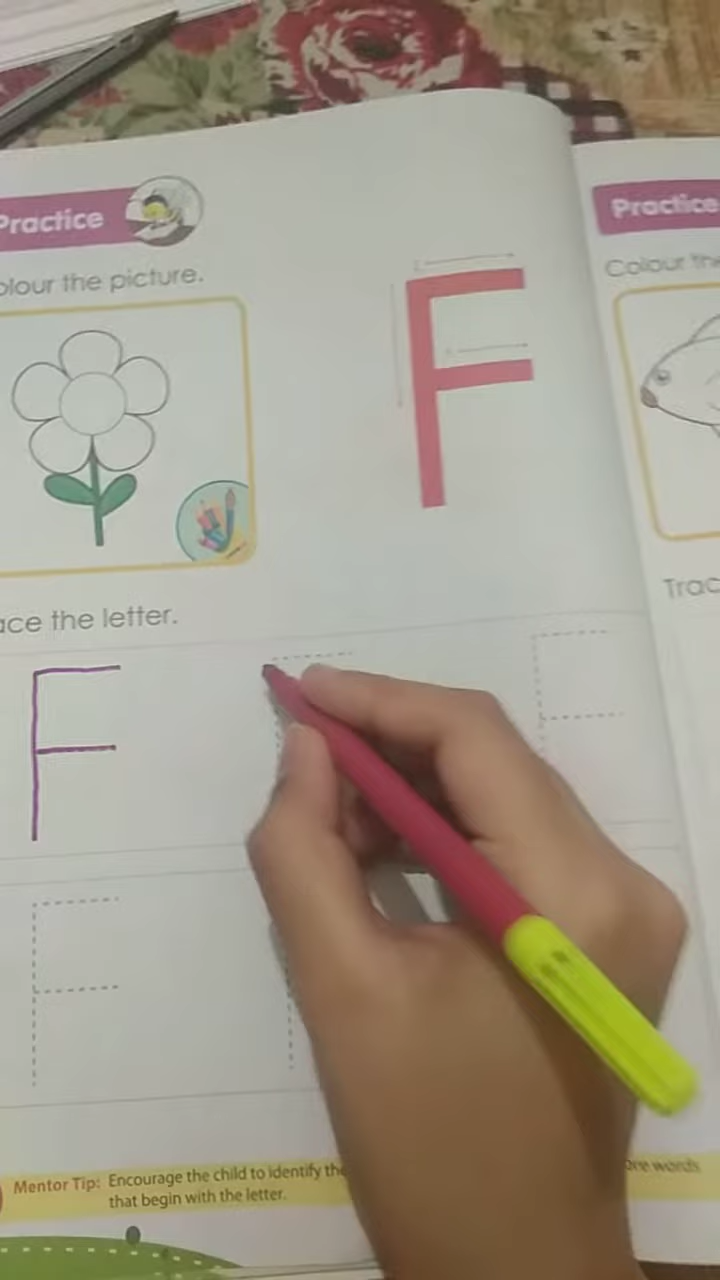 Practice
Practice
olour the picture.
Colour the
F
ace the letter.
Trac
F
F
F
Mentor Tip: Encourage the child to identify the
ore words
that begin with the letter.